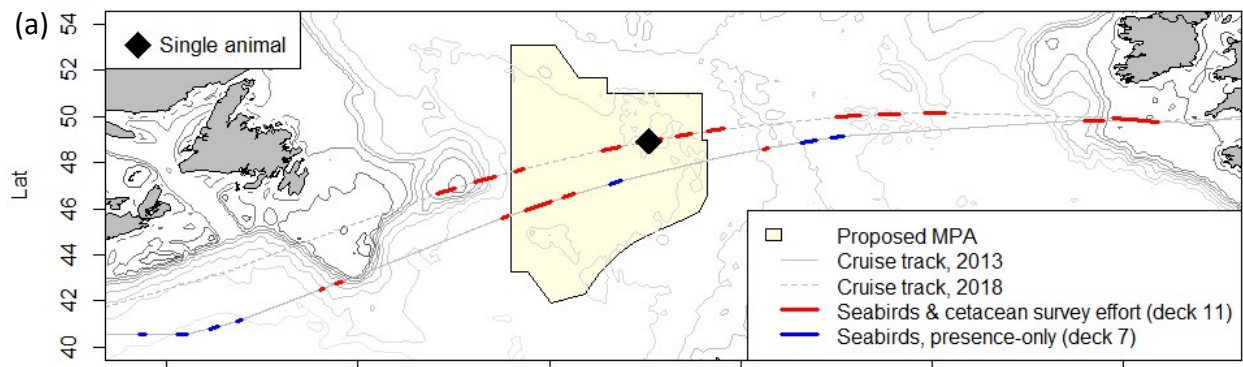 (a)
Single animal
Lat
54
52
50
48
46
44
42
40
Proposed MPA
Cruise track, 2013
Cruise track, 2018
Seabirds & cetacean survey effort (deck 11)
Seabirds, presence-only (deck 7)